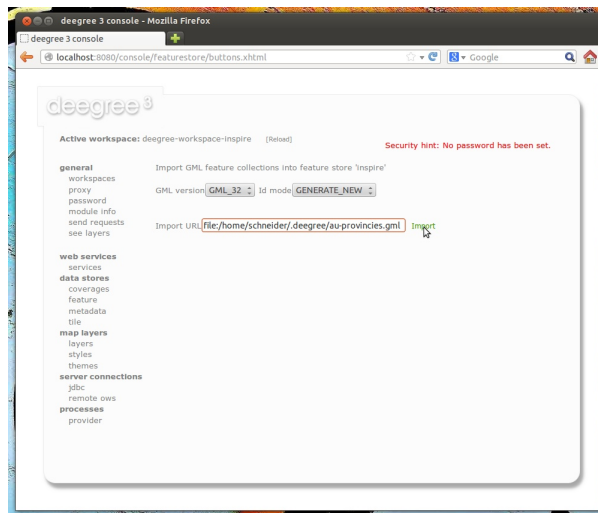 deegree 3 console - Mozilla Firefox
deegree 3 console
localhost:8080/console/featurestore/buttons.xhtml
Google
deegree 3
Active workspace: deegree-workspace-inspire [Reload]
Security hint: No password has been set.
general
workspaces
proxy
password
module info
send requests
see layers
web services
services
data stores
coverages
feature
metadata
tile
map layers
layers
styles
themes
server connections
jdbc
remote ows
processes
provider
Import GML feature collections into feature store 'inspire'
GML version GML_32 Id mode GENERATE_NEW
Import URL file:/home/schneider/.deegree/au-provincies.gml Import